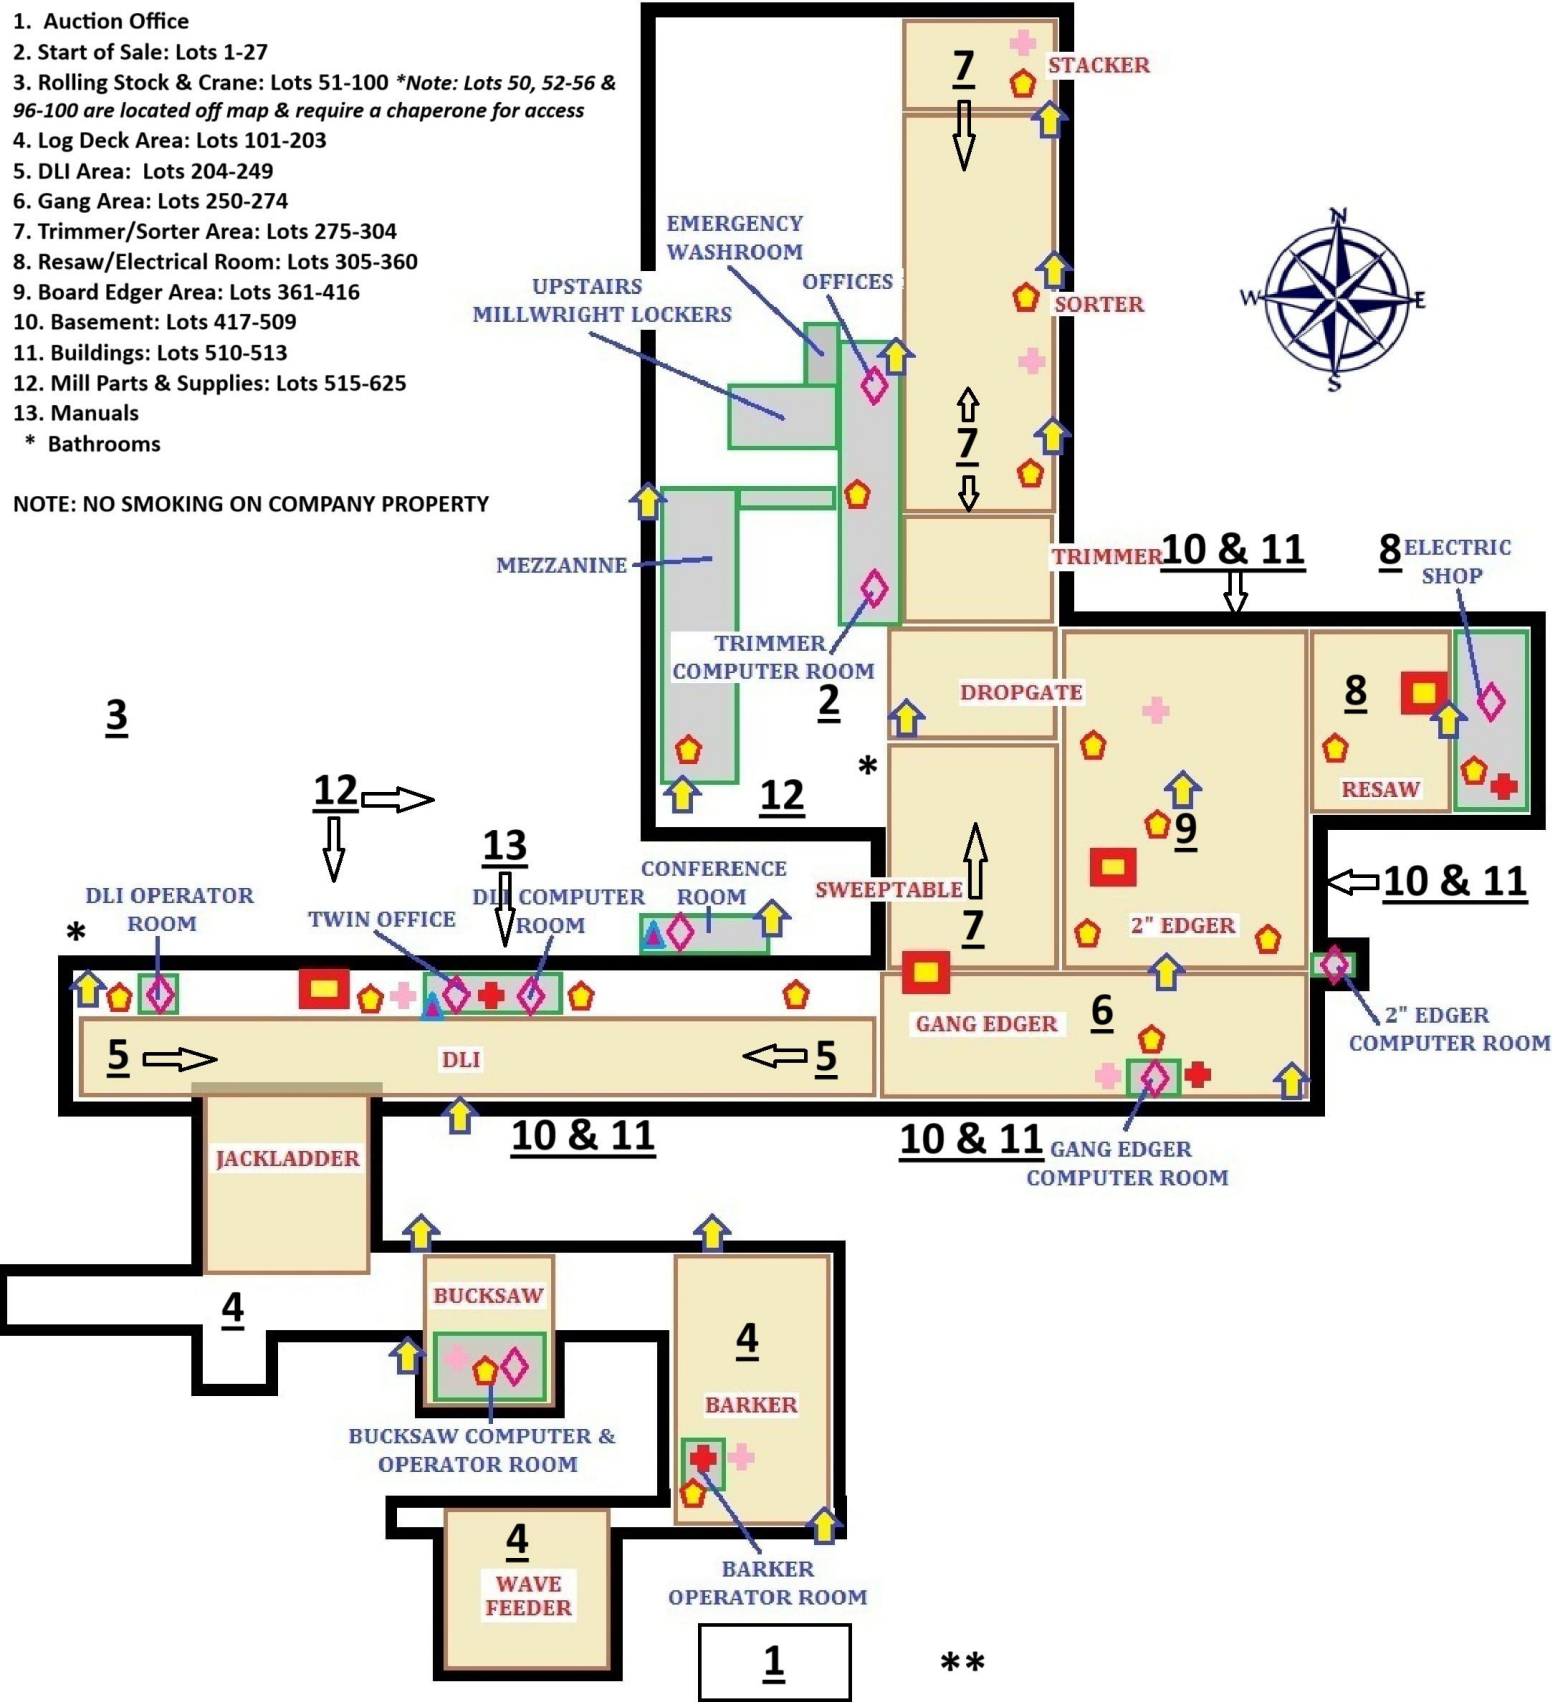 1.  Auction Office
2. Start of Sale: Lots 1-27
3. Rolling Stock & Crane: Lots 51-100 *Note: Lots 50, 52-56 &
96-100 are located off map & require a chaperone for access
4. Log Deck Area: Lots 101-203
5. DLI Area:  Lots 204-249
6. Gang Area: Lots 250-274
7. Trimmer/Sorter Area: Lots 275-304
8. Resaw/Electrical Room: Lots 305-360
9. Board Edger Area: Lots 361-416
10. Basement: Lots 417-509
11. Buildings: Lots 510-513
12. Mill Parts & Supplies: Lots 515-625
13. Manuals
* Bathrooms
NOTE: NO SMOKING ON COMPANY PROPERTY
7
STACKER
EMERGENCY
WASHROOM
OFFICES
UPSTAIRS
MILLWRIGHT LOCKERS
SORTER
N
W
E
S
7
MEZZANINE
TRIMMER
10 & 11
8
ELECTRIC
SHOP
TRIMMER
COMPUTER ROOM
2
DROPGATE
8
RESAW
3
*
12
12
9
13
CONFERENCE
ROOM
SWEEPTABLE
7
2" EDGER
10 & 11
DLI OPERATOR
ROOM
*
TWIN OFFICE
DLI COMPUTER
ROOM
GANG EDGER
6
2" EDGER
COMPUTER ROOM
5
DLI
5
10 & 11
10 & 11
GANG EDGER
COMPUTER ROOM
JACKLADDER
4
BUCKSAW
4
BARKER
BUCKSAW COMPUTER &
OPERATOR ROOM
4
WAVE
FEEDER
BARKER
OPERATOR ROOM
1
**